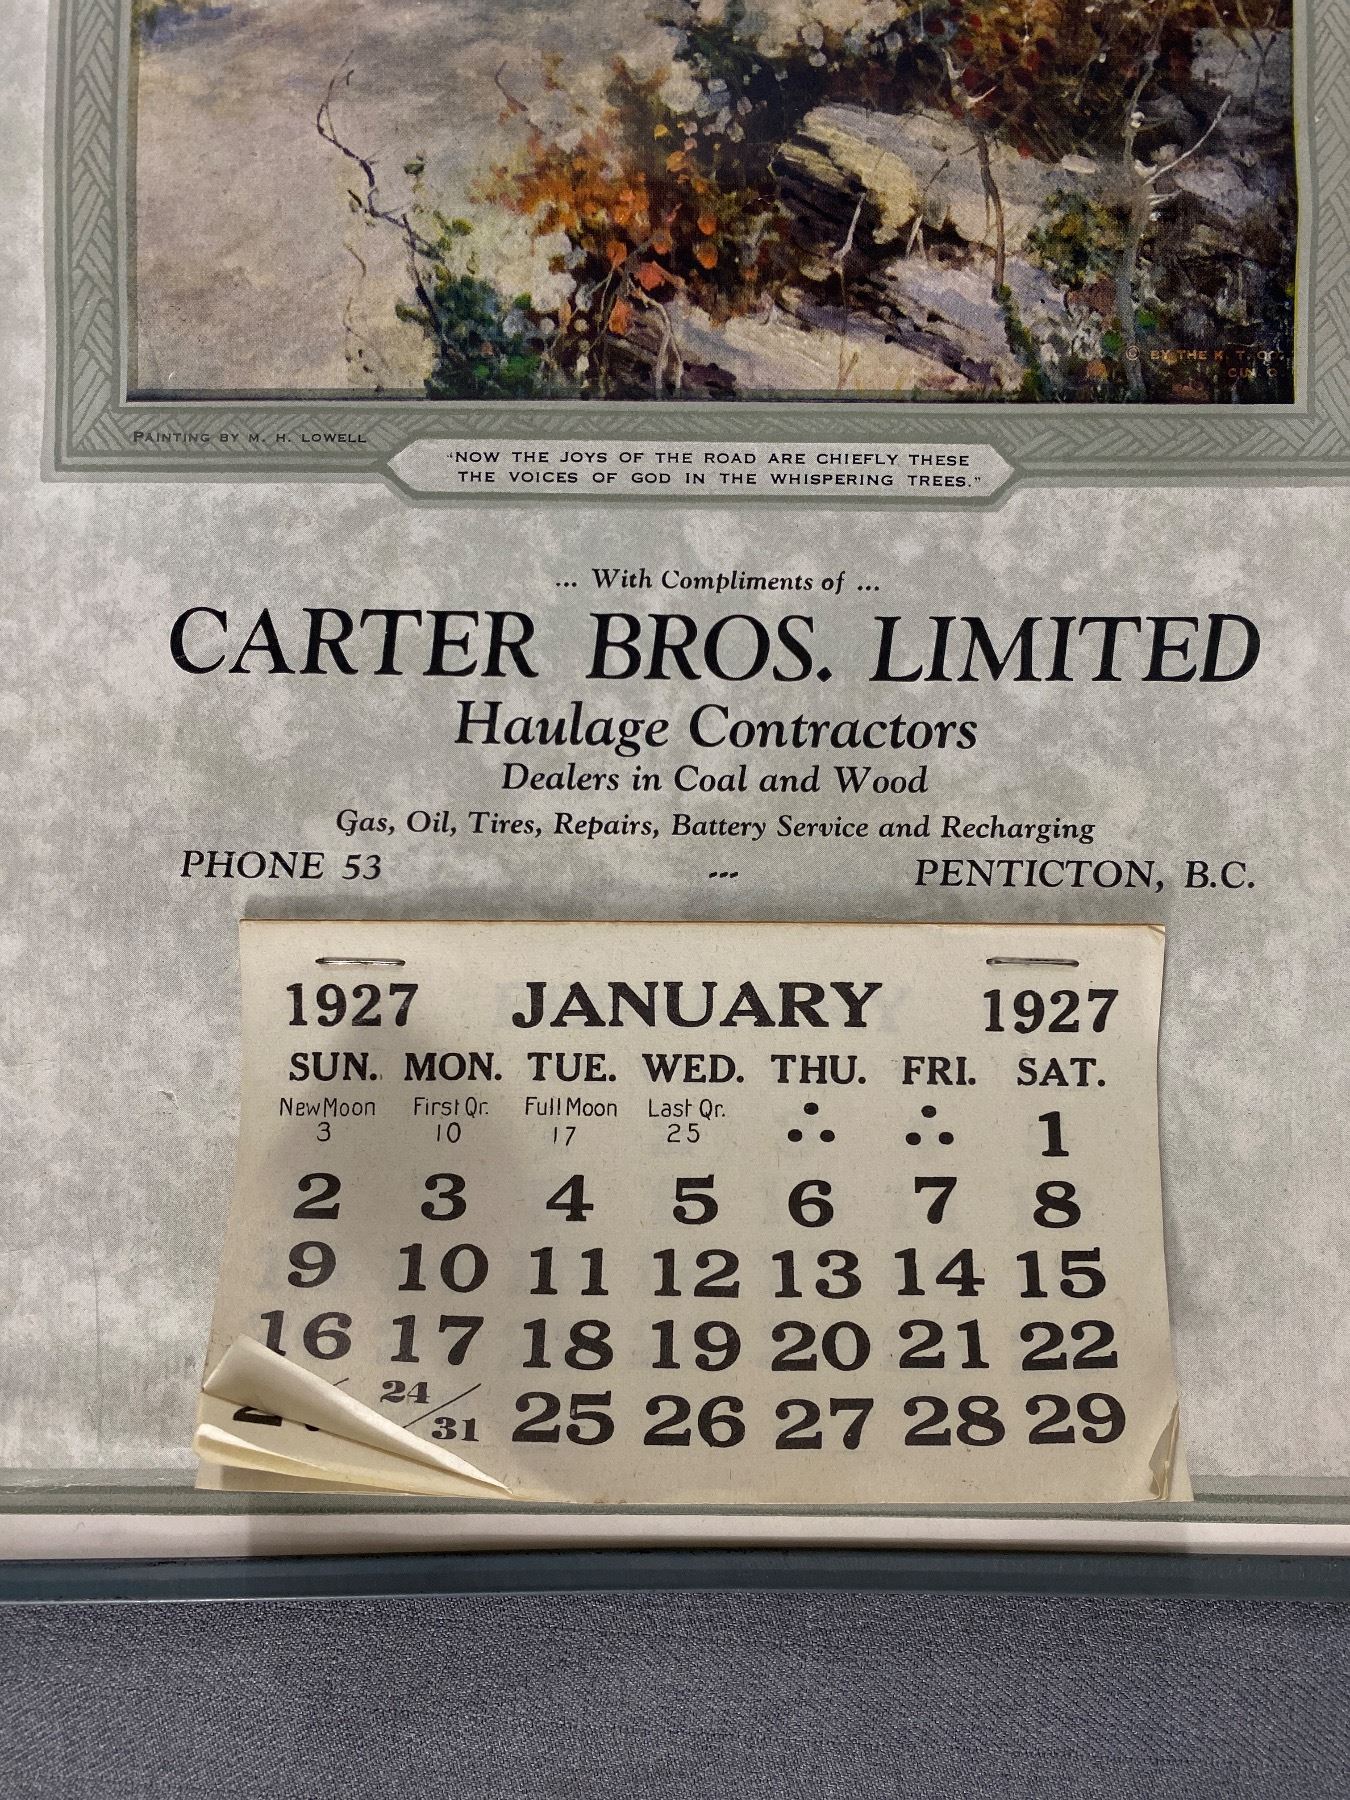 © BY THE K. T. CO.
CIN. O.
PAINTING BY M. H. LOWELL
"NOW THE JOYS OF THE ROAD ARE CHIEFLY THESE
THE VOICES OF GOD IN THE WHISPERING TREES."
... With Compliments of ...
CARTER BROS. LIMITED
Haulage Contractors
Dealers in Coal and Wood
Gas, Oil, Tires, Repairs, Battery Service and Recharging
PHONE 53 ... PENTICTON, B.C.
1927 JANUARY 1927
SUN. MON. TUE. WED. THU. FRI. SAT.
New Moon 3 First Qr. 10 Full Moon 17 Last Qr. 25 1
2 3 4 5 6 7 8
9 10 11 12 13 14 15
16 17 18 19 20 21 22
24/31 25 26 27 28 29